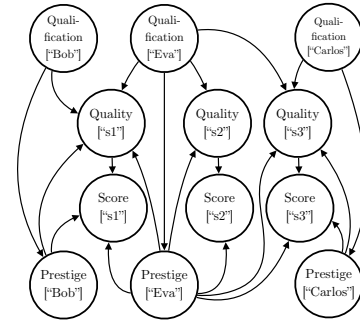 Quali-
fication
[“Bob”]
Quali-
fication
[“Eva”]
Quali-
fication
[“Carlos”]
Quality
[“s1”]
Quality
[“s2”]
Quality
[“s3”]
Score
[“s1”]
Score
[“s2”]
Score
[“s3”]
Prestige
[“Bob”]
Prestige
[“Eva”]
Prestige
[“Carlos”]